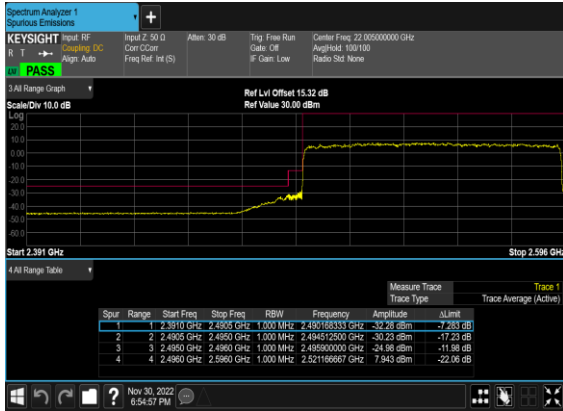 Spectrum Analyzer 1
Spurious Emissions
KEYSIGHT Input: RF Input Z: 50 Ω Atten: 30 dB Trig: Free Run Center Freq: 22.005000000 GHz
R T Coupling: DC Corr CCorr Gate: Off Avg|Hold: 100/100
Align: Auto Freq Ref: Int (S) IF Gain: Low Radio Std: None
PASS
3 All Range Graph
Ref Lvl Offset 15.32 dB
Scale/Div 10.0 dB Ref Value 30.00 dBm
Log
20.0
10.0
0.00
-10.0
-20.0
-30.0
-40.0
-50.0
-60.0
Start 2.391 GHz Stop 2.596 GHz
4 All Range Table
Measure Trace Trace 1
Trace Type Trace Average (Active)
Spur Range Start Freq Stop Freq RBW Frequency Amplitude ΔLimit
1 1 2.3910 GHz 2.4905 GHz 1.000 MHz 2.490168333 GHz -32.28 dBm -7.283 dB
2 2 2.4905 GHz 2.4950 GHz 1.000 MHz 2.494512500 GHz -30.23 dBm -17.23 dB
3 3 2.4950 GHz 2.4960 GHz 1.000 MHz 2.495900000 GHz -24.98 dBm -11.98 dB
4 4 2.4960 GHz 2.5960 GHz 1.000 MHz 2.521166667 GHz 7.943 dBm -22.06 dB
? Nov 30, 2022
6:54:57 PM